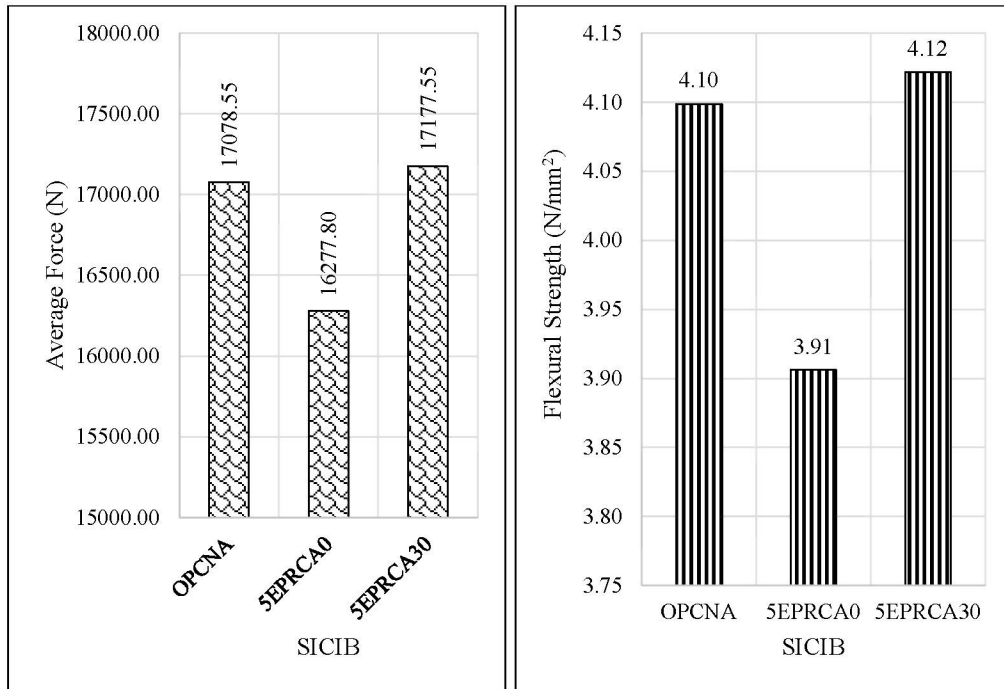 18000.00
17500.00
17000.00
16500.00
16000.00
15500.00
15000.00
Average Force (N)
17078.55
16277.80
17177.55
OPCNA
5EPRCA0
5EPRCA30
SICIB
4.15
4.10
4.05
4.00
3.95
3.90
3.85
3.80
3.75
Flexural Strength (N/mm²)
4.10
3.91
4.12
OPCNA 5EPRCA0 5EPRCA30
SICIB